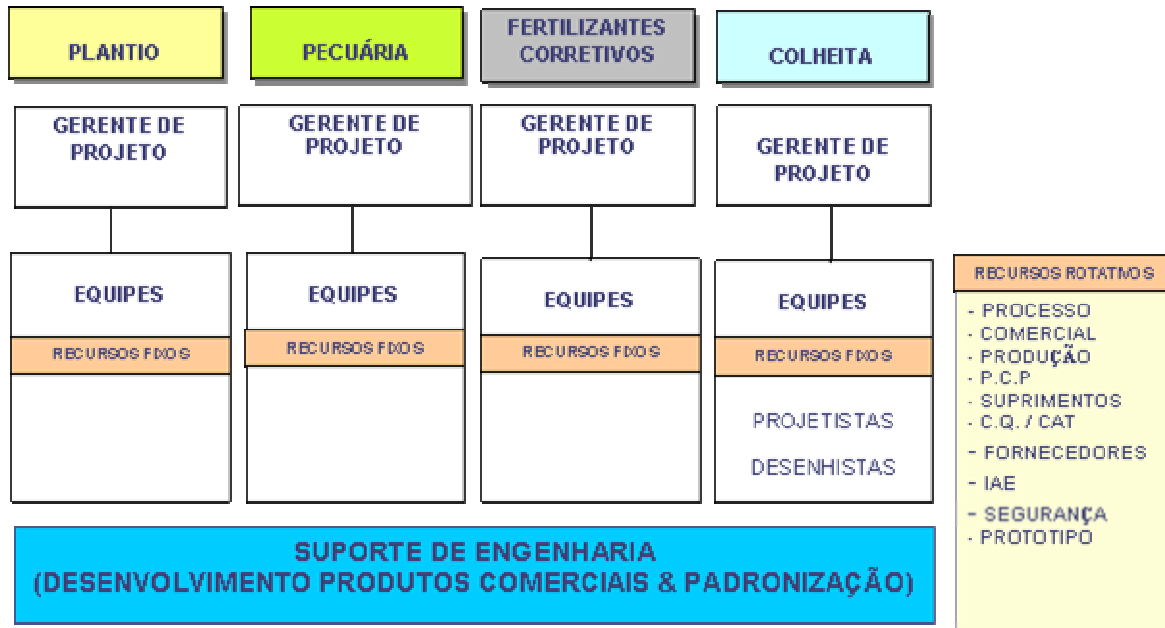 PLANTIO
PECUÁRIA
FERTILIZANTES
CORRETIVOS
COLHEITA
GERENTE DE
PROJETO
GERENTE DE
PROJETO
GERENTE DE
PROJETO
GERENTE DE
PROJETO
EQUIPES
RECURSOS FIXOS
EQUIPES
RECURSOS FIXOS
EQUIPES
RECURSOS FIXOS
EQUIPES
RECURSOS FIXOS
PROJETISTAS
DESENHISTAS
RECURSOS ROTATIVOS
- PROCESSO
- COMERCIAL
- PRODUÇÃO
- P.C.P
- SUPRIMENTOS
- C.Q. / CAT
- FORNECEDORES
- IAE
- SEGURANÇA
- PROTOTIPO
SUPORTE DE ENGENHARIA
(DESENVOLVIMENTO PRODUTOS COMERCIAIS & PADRONIZAÇÃO)